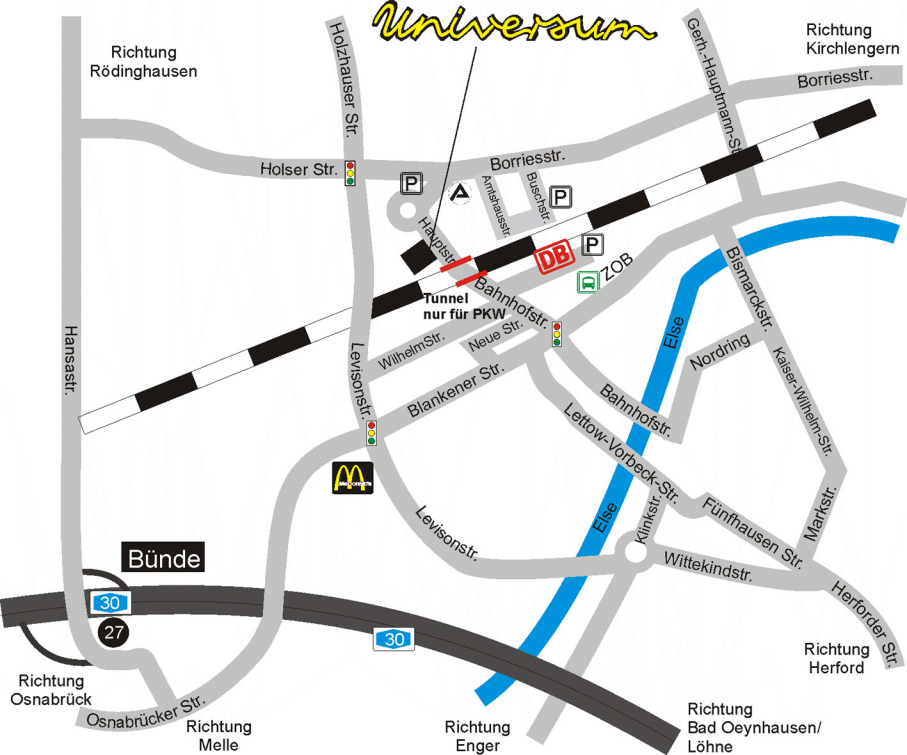 Universum
Richtung
Rödinghausen
Holzhauser Str.
Gerh.-Hauptmann-St
Richtung
Kirchlengern
Borriesstr.
Holser Str.
Borriesstr.
P
Amtshausstr.
Buschstr.
P
Hauptstr.
DB
P
ZOB
Bismarckstr.
Tunnel
nur für PKW
Bahnhofstr.
Neue Str.
WilhelmStr.
Hansastr.
Levisonstr.
Blankener Str.
Else
Nordring
Kaiser-Wilhelm-Str.
Bahnhofstr.
Lettow-Vorbeck-Str.
McDonald's
Levisonstr.
Else
Klinkstr.
Fünfhausen Str.
Markstr.
Wittekindstr.
Herforder Str.
Bünde
30
27
30
Richtung
Osnabrück
Osnabrücker Str.
Richtung
Melle
Richtung
Enger
Richtung
Herford
Richtung
Bad Oeynhausen/
Löhne